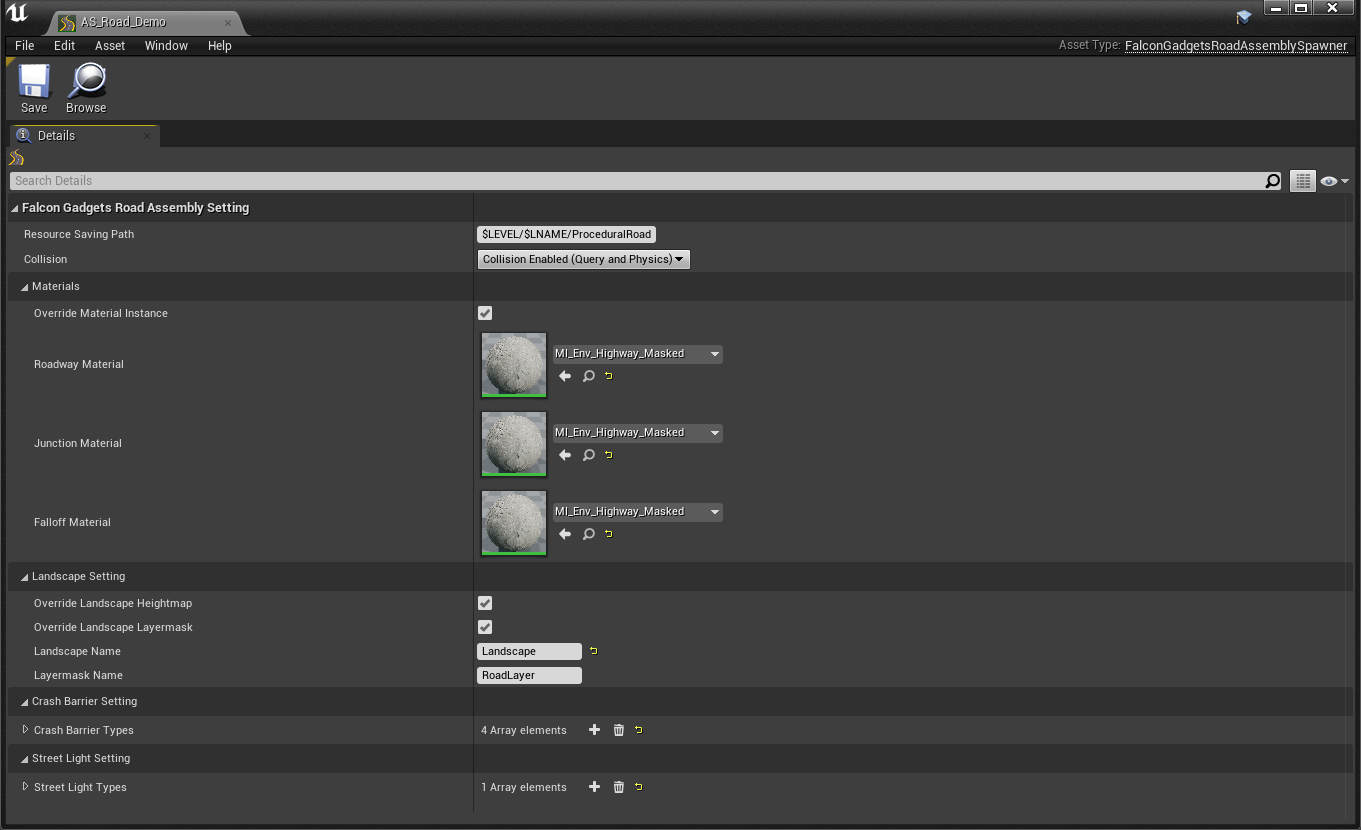 AS_Road_Demo
File Edit Asset Window Help
Asset Type: FalconGadgetsRoadAssemblySpawner
Save Browse
Details
Search Details
Falcon Gadgets Road Assembly Setting
Resource Saving Path $LEVEL/$LNAME/ProceduralRoad
Collision Collision Enabled (Query and Physics)
Materials
Override Material Instance
Roadway Material MI_Env_Highway_Masked
Junction Material MI_Env_Highway_Masked
Falloff Material MI_Env_Highway_Masked
Landscape Setting
Override Landscape Heightmap
Override Landscape Layermask
Landscape Name Landscape
Layermask Name RoadLayer
Crash Barrier Setting
Crash Barrier Types 4 Array elements
Street Light Setting
Street Light Types 1 Array elements